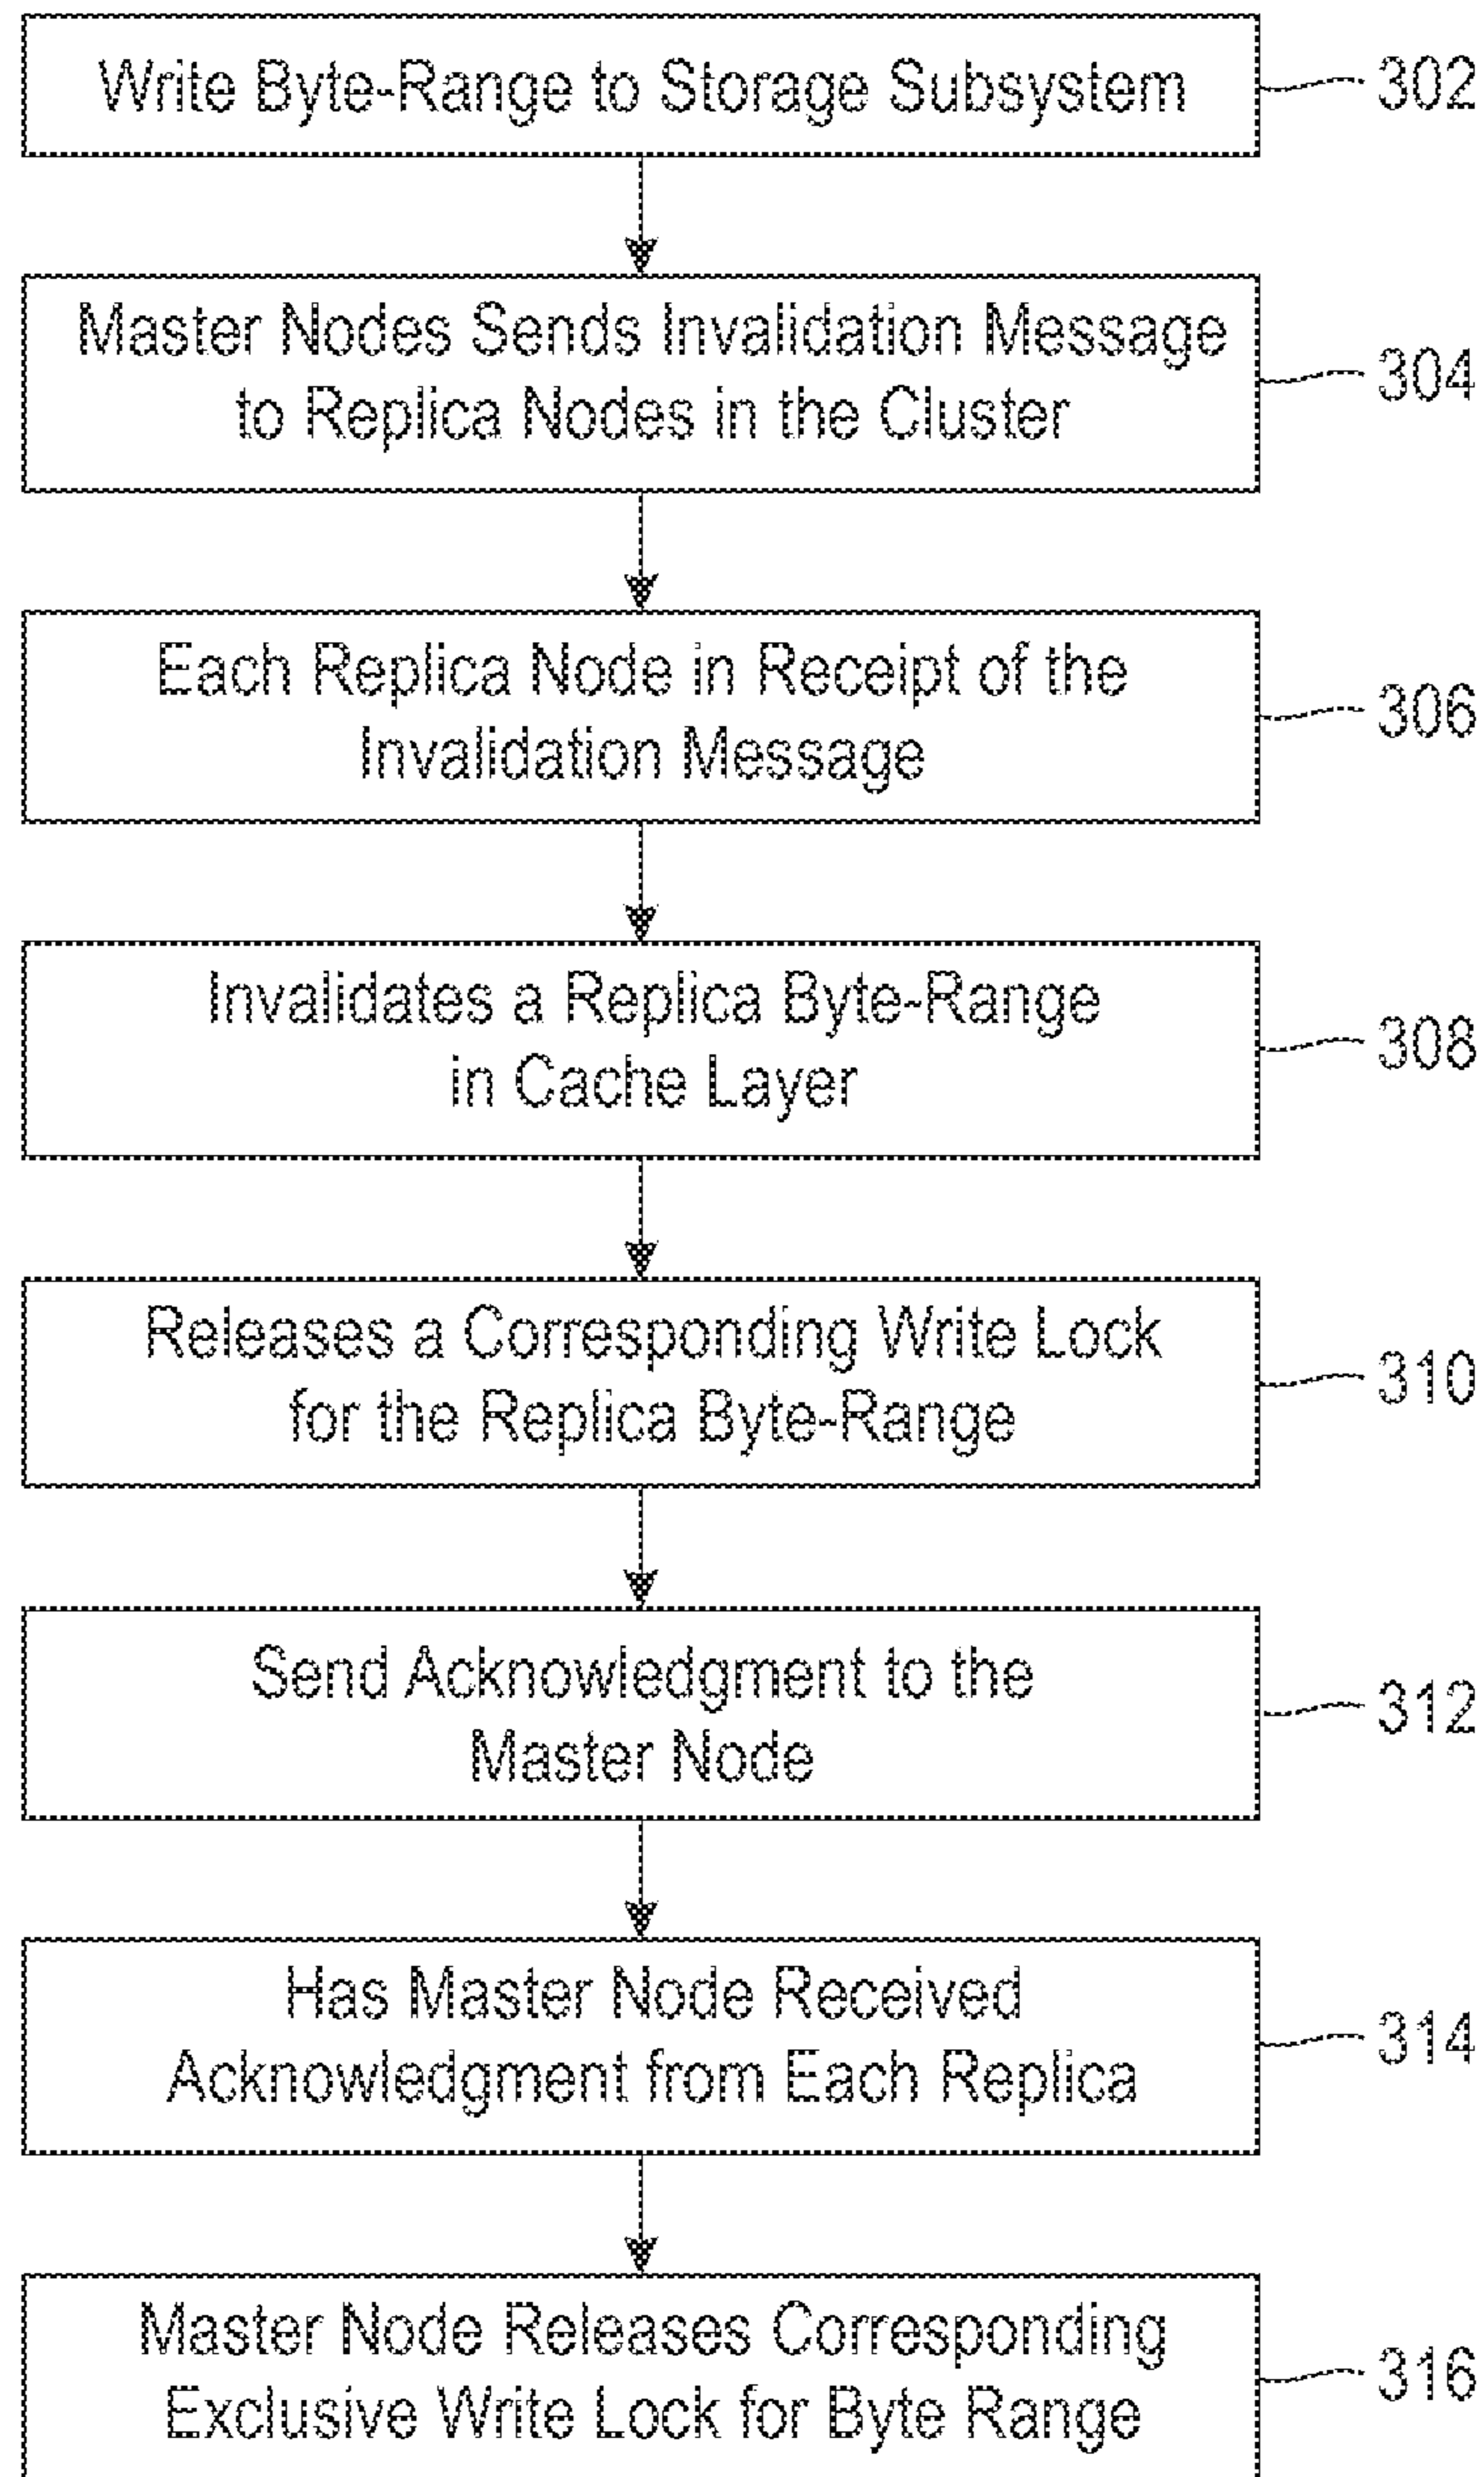 Write Byte-Range to Storage Subsystem
302
Master Nodes Sends Invalidation Message
to Replica Nodes in the Cluster
304
Each Replica Node in Receipt of the
Invalidation Message
306
Invalidates a Replica Byte-Range
in Cache Layer
308
Releases a Corresponding Write Lock
for the Replica Byte-Range
310
Send Acknowledgment to the
Master Node
312
Has Master Node Received
Acknowledgment from Each Replica
314
Master Node Releases Corresponding
Exclusive Write Lock for Byte Range
316